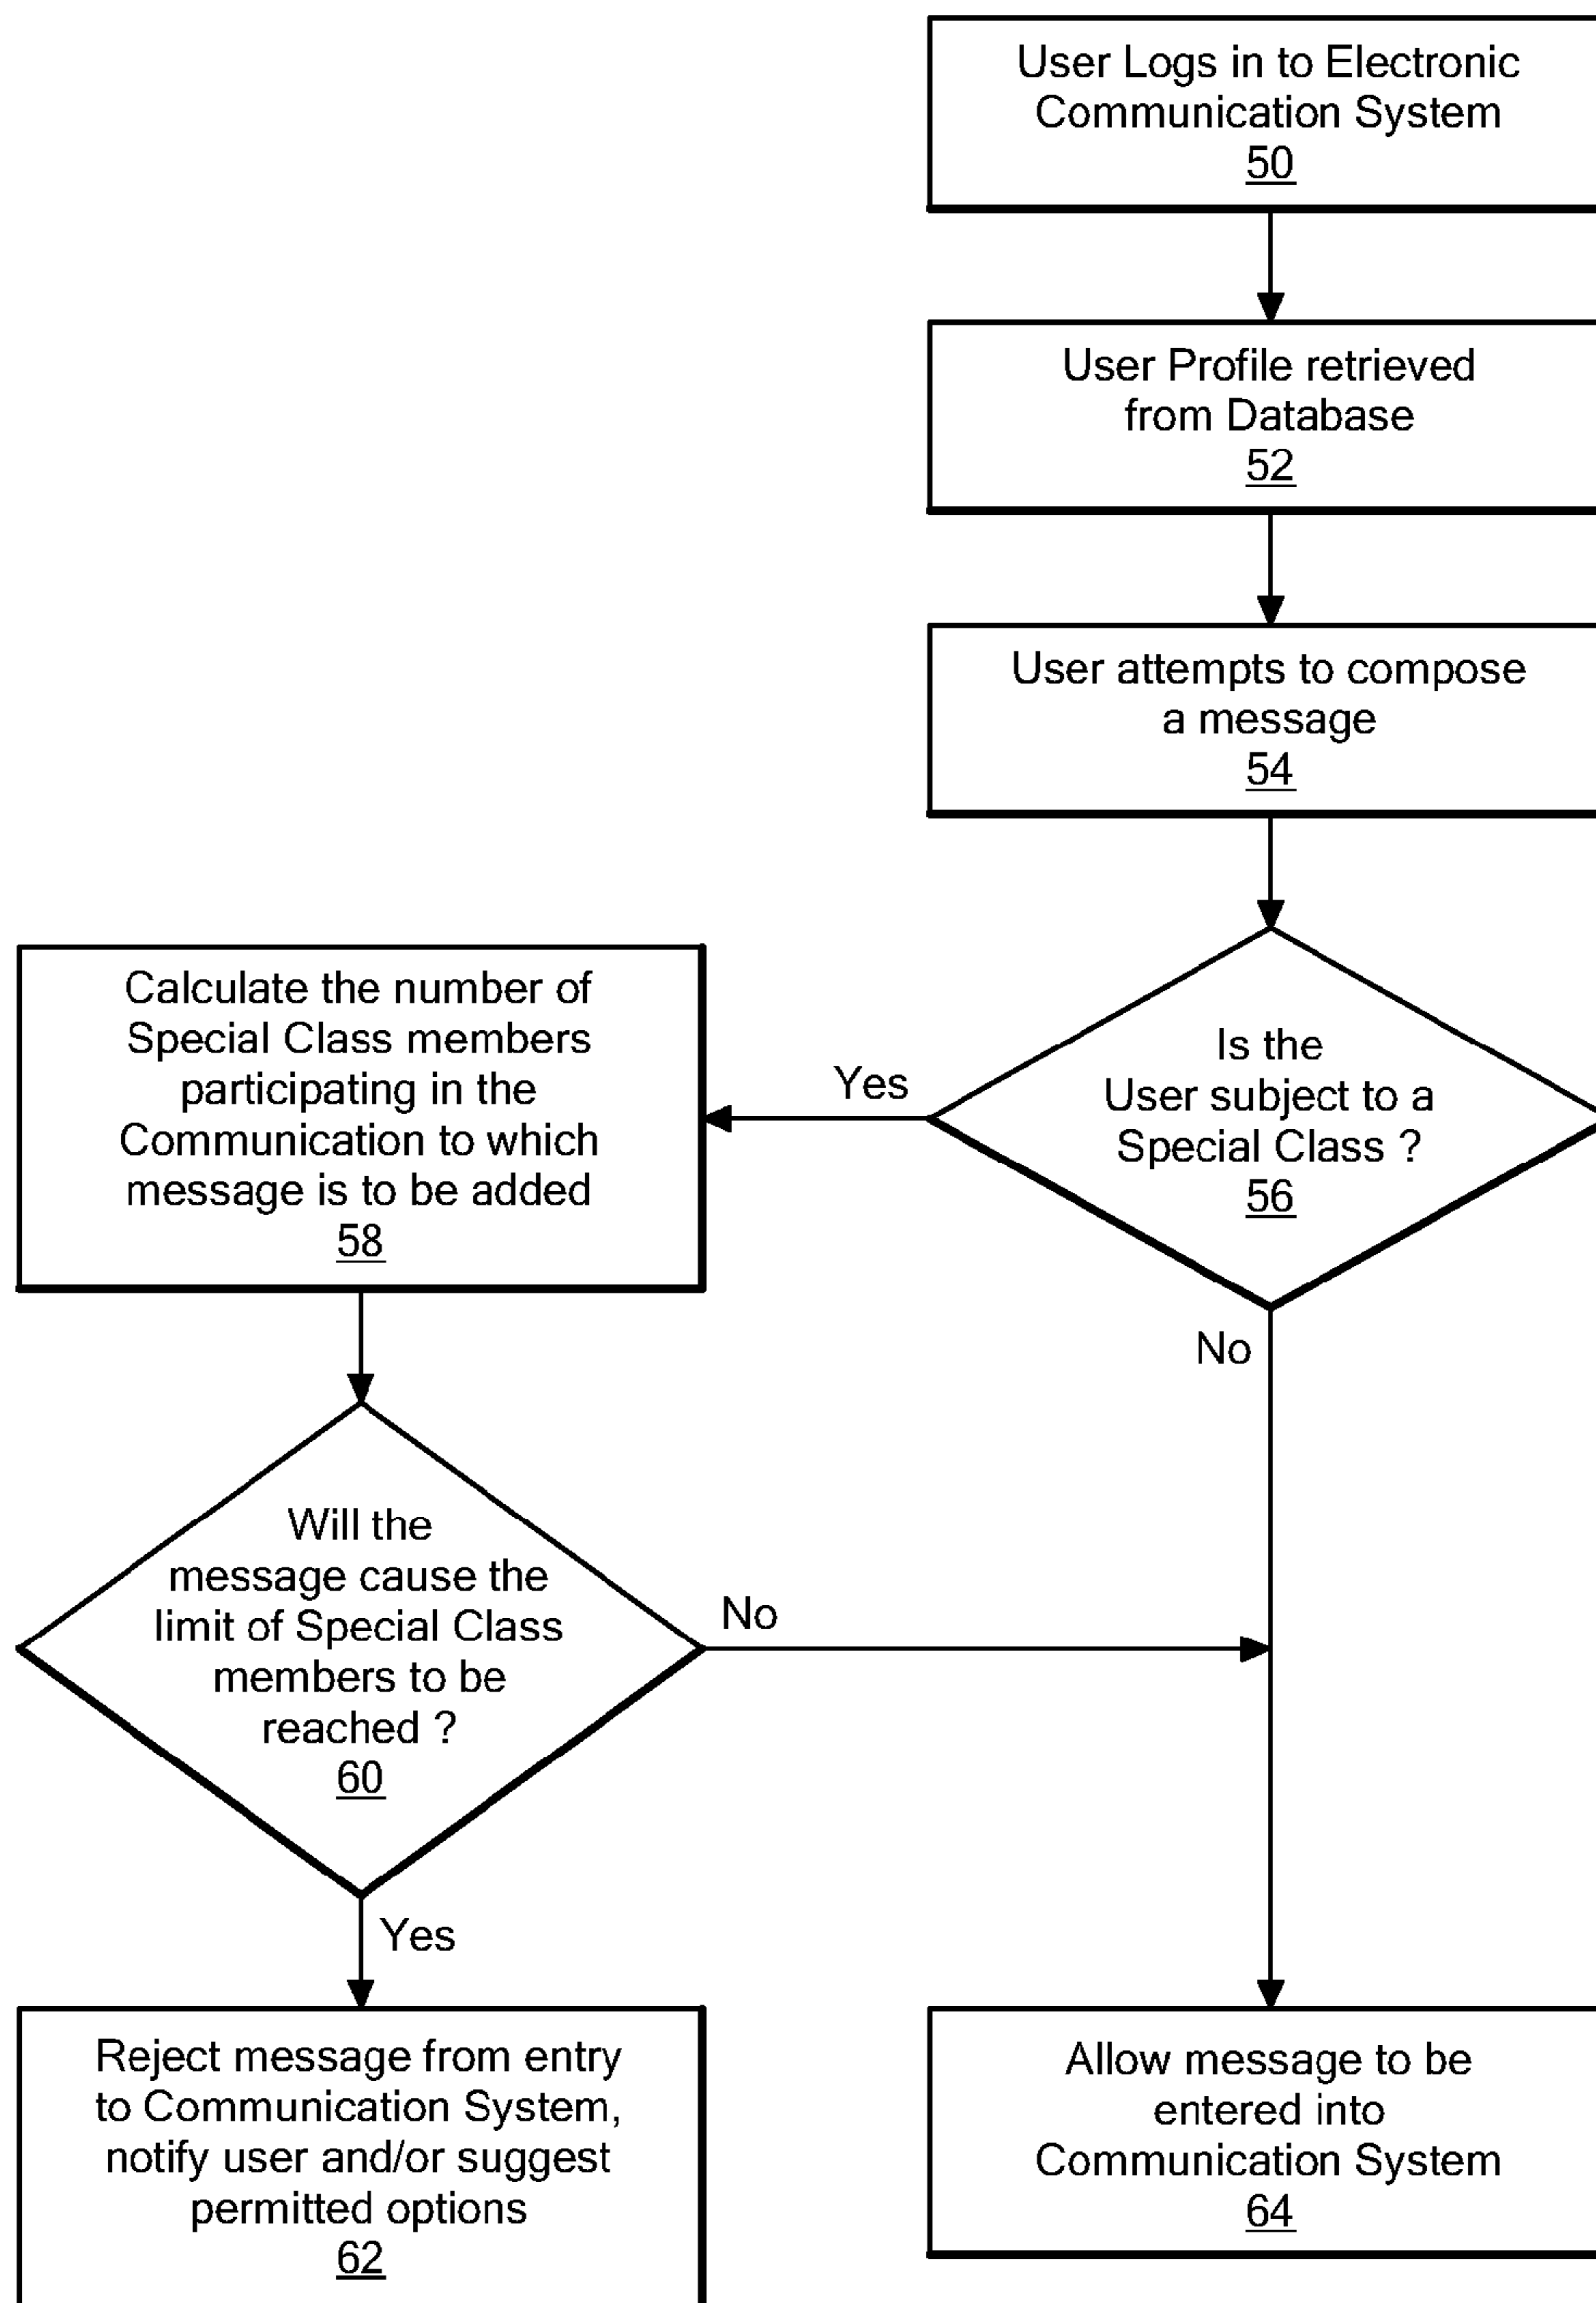 User Logs in to Electronic
Communication System
50
User Profile retrieved
from Database
52
User attempts to compose
a message
54
Is the
User subject to a
Special Class ?
56
Yes
No
Calculate the number of
Special Class members
participating in the
Communication to which
message is to be added
58
Will the
message cause the
limit of Special Class
members to be
reached ?
60
No
Yes
Reject message from entry
to Communication System,
notify user and/or suggest
permitted options
62
Allow message to be
entered into
Communication System
64